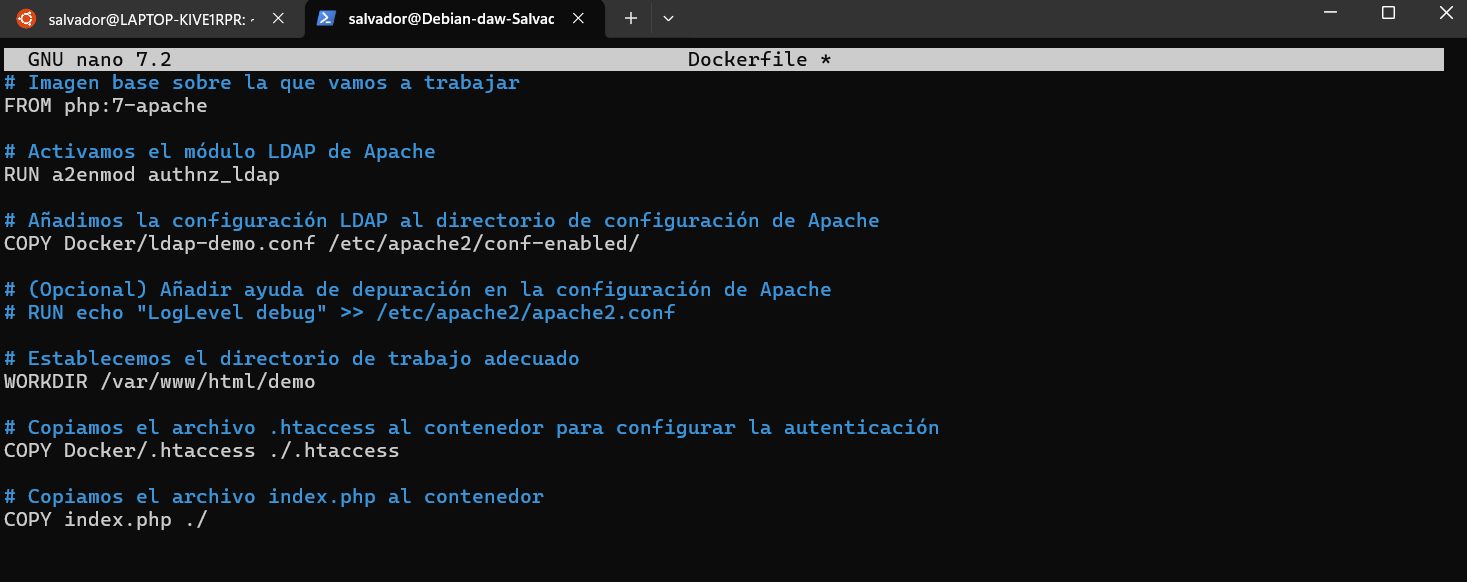 salvador@LAPTOP-KIVE1RPR: ~
salvador@Debian-daw-Salvac
GNU nano 7.2 Dockerfile *
# Imagen base sobre la que vamos a trabajar
FROM php:7-apache
# Activamos el módulo LDAP de Apache
RUN a2enmod authnz_ldap
# Añadimos la configuración LDAP al directorio de configuración de Apache
COPY Docker/ldap-demo.conf /etc/apache2/conf-enabled/
# (Opcional) Añadir ayuda de depuración en la configuración de Apache
# RUN echo "LogLevel debug" >> /etc/apache2/apache2.conf
# Establecemos el directorio de trabajo adecuado
WORKDIR /var/www/html/demo
# Copiamos el archivo .htaccess al contenedor para configurar la autenticación
COPY Docker/.htaccess ./.htaccess
# Copiamos el archivo index.php al contenedor
COPY index.php ./